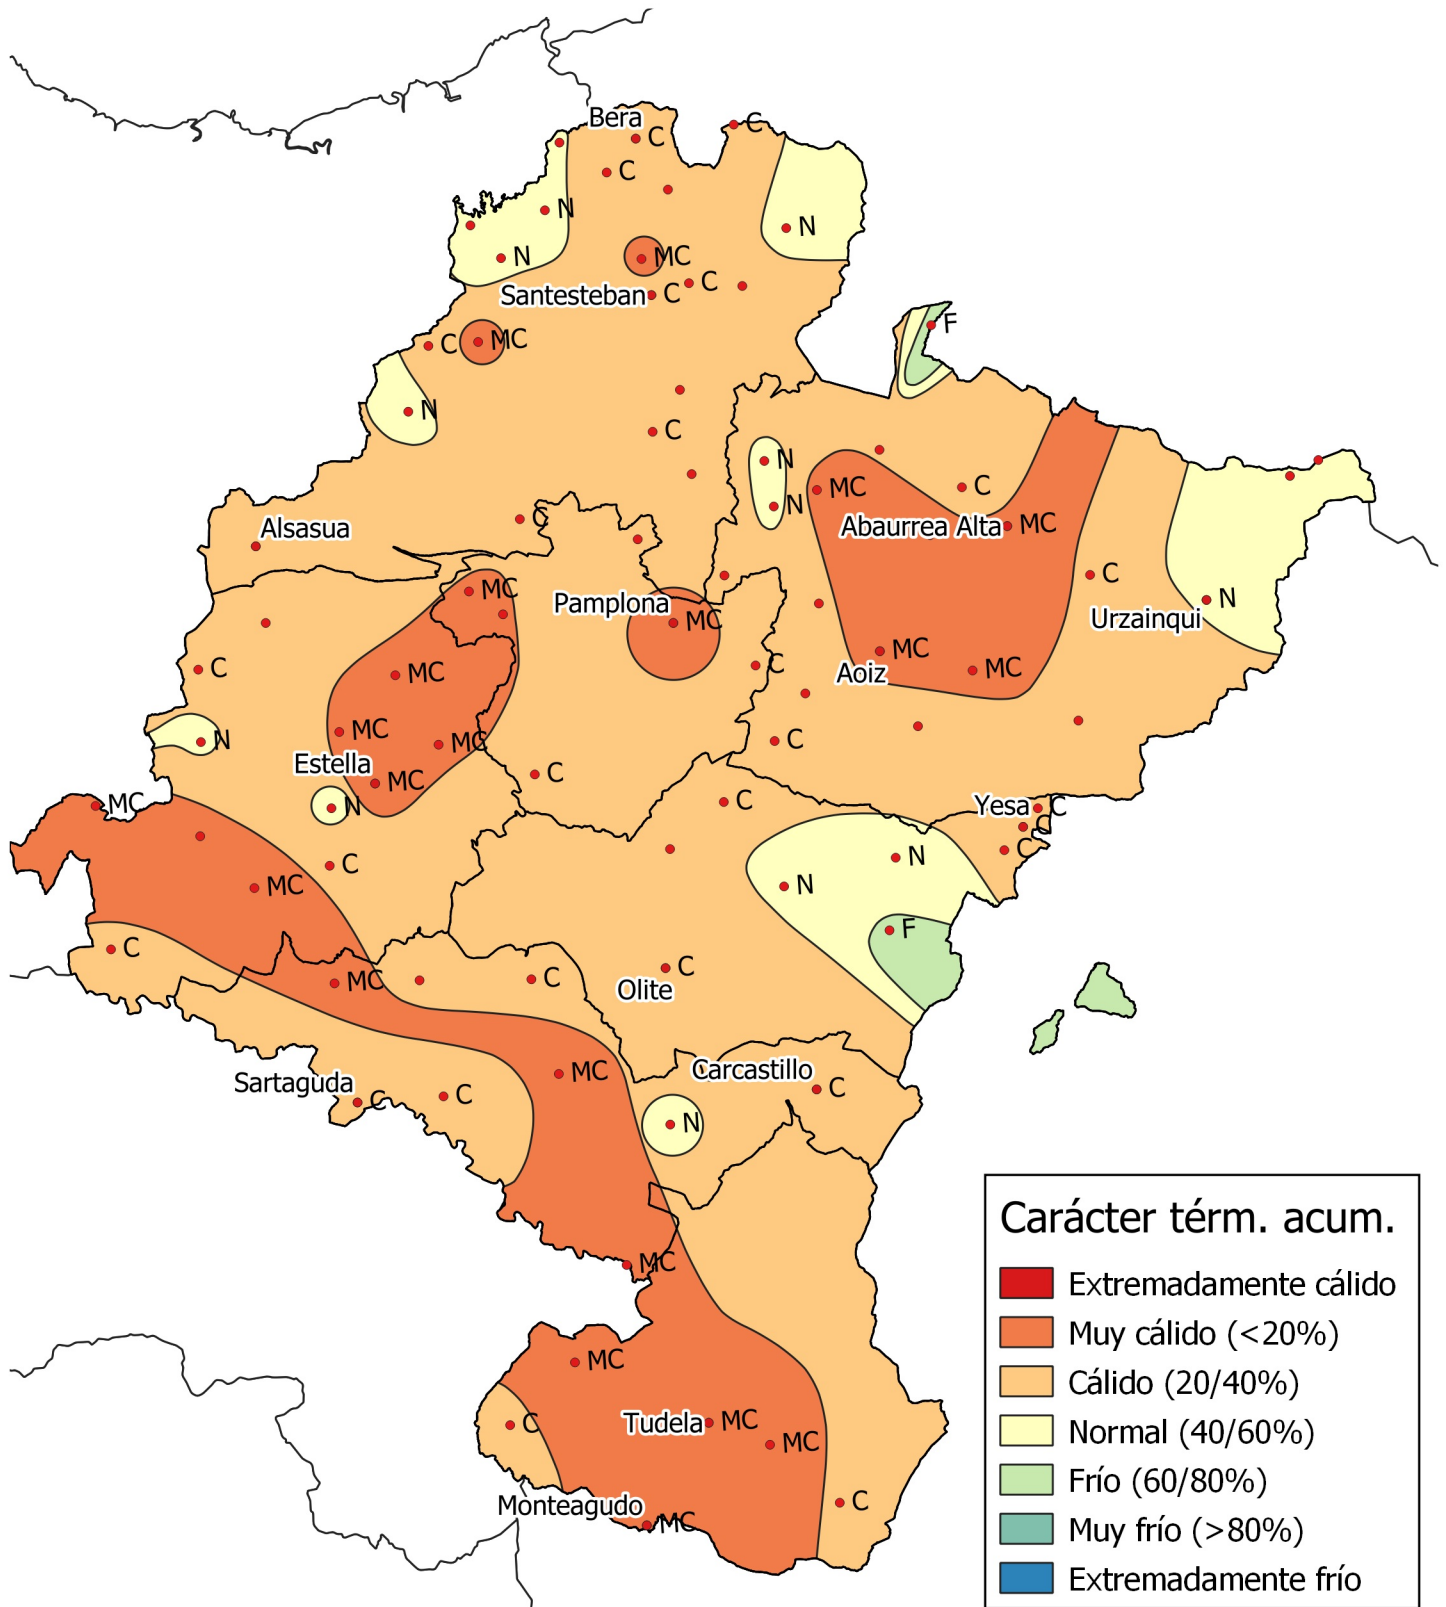 Bera
C
C
C
N
N
N
MC
C
Santesteban
C
F
C
MC
N
C
N
MC
C
N
Abaurrea Alta
MC
C
Alsasua
C
MC
N
Pamplona
MC
Urzainqui
C
MC
MC
C
MC
Aoiz
MC
N
MC
C
Estella
C
MC
N
MC
C
Yesa
C
C
C
N
C
MC
N
F
C
MC
C
C
Olite
MC
Carcastillo
Sartaguda
C
C
C
N
MC
MC
C
Tudela
MC
MC
Monteagudo
C
MC
Carácter térm. acum.
Extremadamente cálido
Muy cálido (<20%)
Cálido (20/40%)
Normal (40/60%)
Frío (60/80%)
Muy frío (>80%)
Extremadamente frío